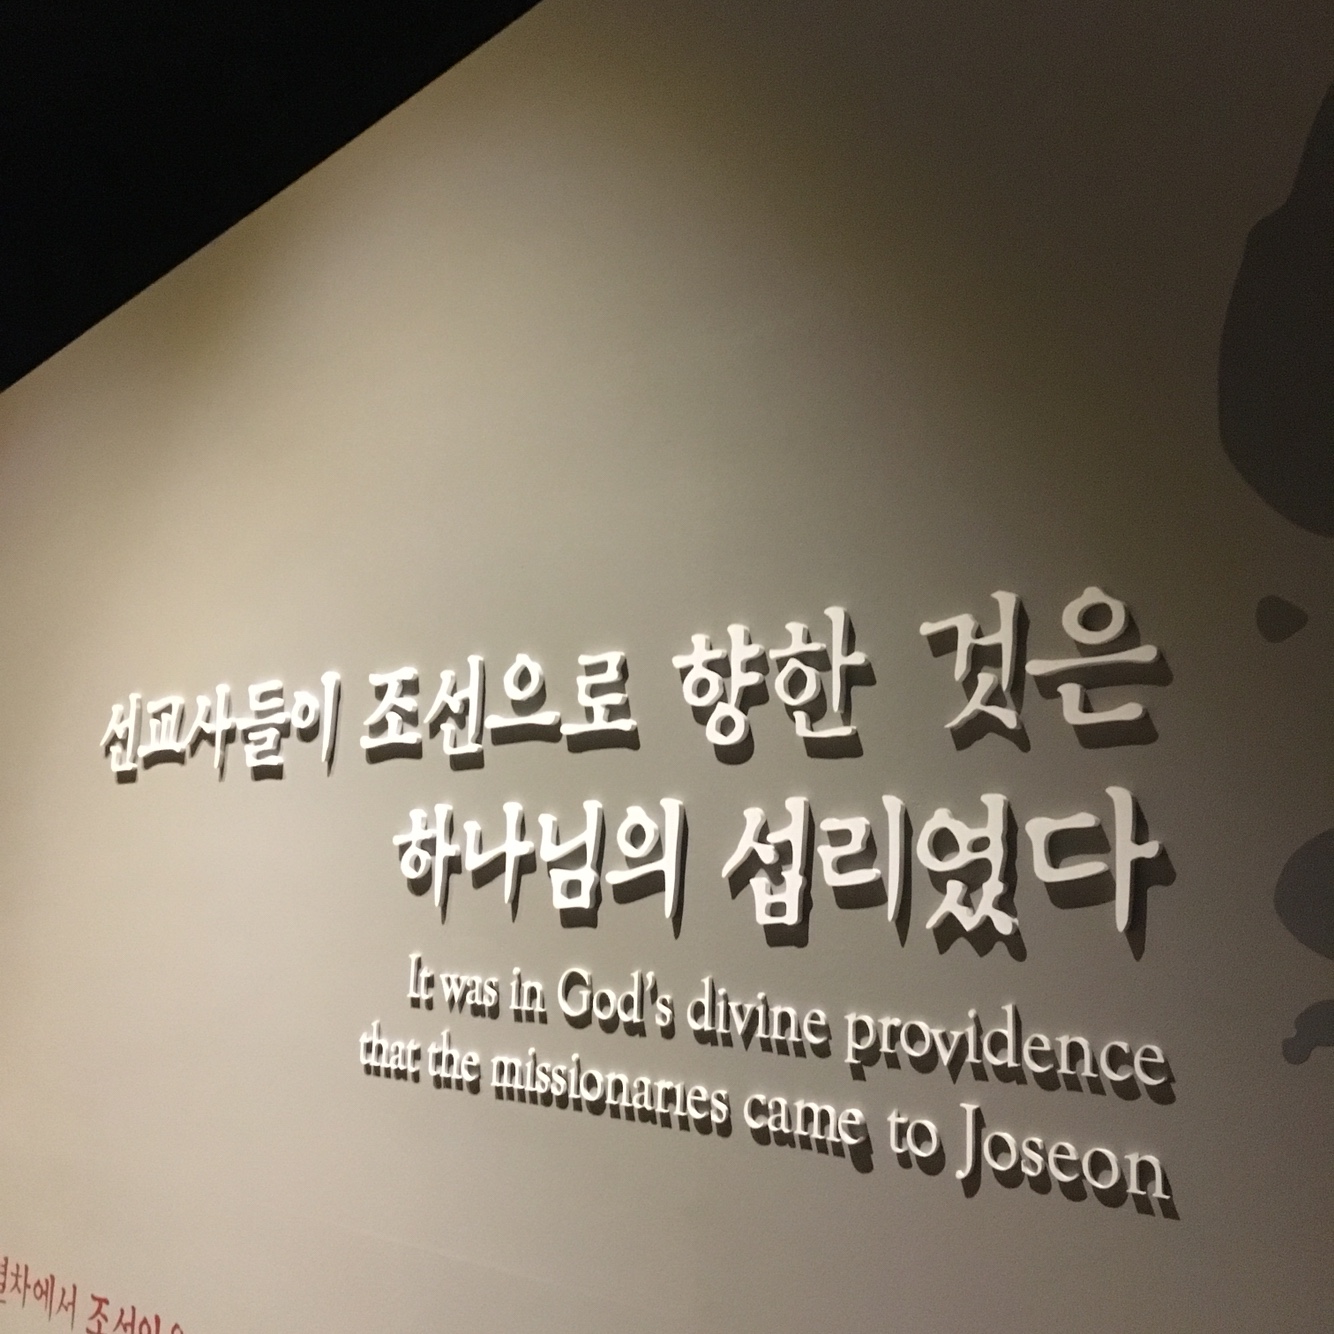 선교사들이 조선으로 향한 것은
하나님의 섭리였다
It was in God's divine providence
that the missionaries came to Joseon